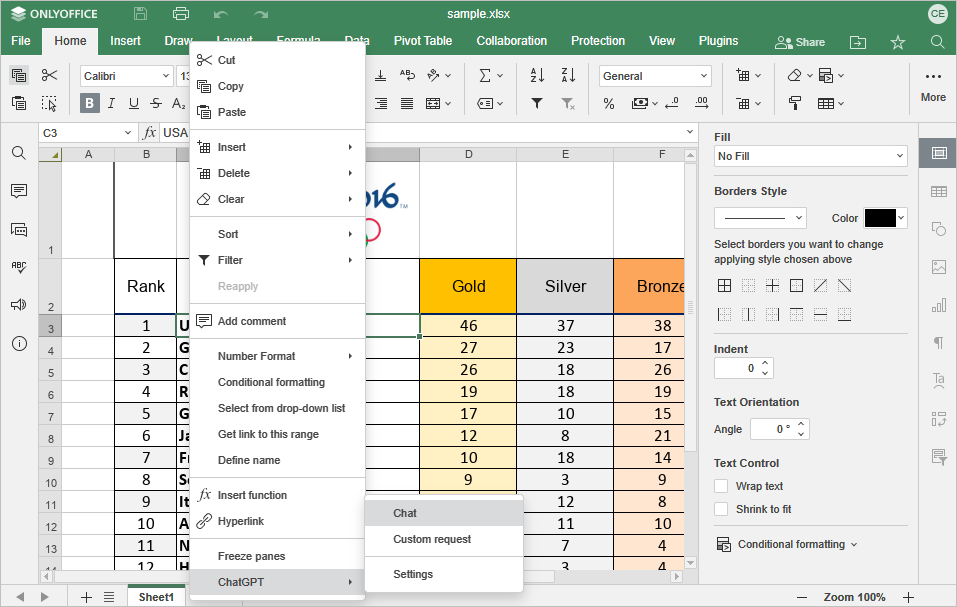 ONLYOFFICE
sample.xlsx
CE
File Home Insert Draw Layout Formula Data Pivot Table Collaboration Protection View Plugins Share
Calibri
General
B I U S A₂
%
More
C3
fx USA
A B D E F
Cut
Copy
Paste
Insert
Delete
Clear
Sort
Filter
Reapply
Add comment
Number Format
Conditional formatting
Select from drop-down list
Get link to this range
Define name
fx Insert function
Hyperlink
Freeze panes
ChatGPT
Chat
Custom request
Settings
1
2 Rank Gold Silver Bronze
3 1 46 37 38
4 2 G 27 23 17
5 3 C 26 18 26
6 4 R 19 18 19
7 5 G 17 10 15
8 6 Ja 12 8 21
9 7 10 18 14
10 8 9 3 9
11 9 It 12 8
12 10 A 11 10
13 11 N 7 4
12 H 3 4
Fill
No Fill
Borders Style
Color
Select borders you want to change
applying style chosen above
Indent
0
Text Orientation
Angle 0 °
Text Control
Wrap text
Shrink to fit
Conditional formatting
Sheet1
Zoom 100%